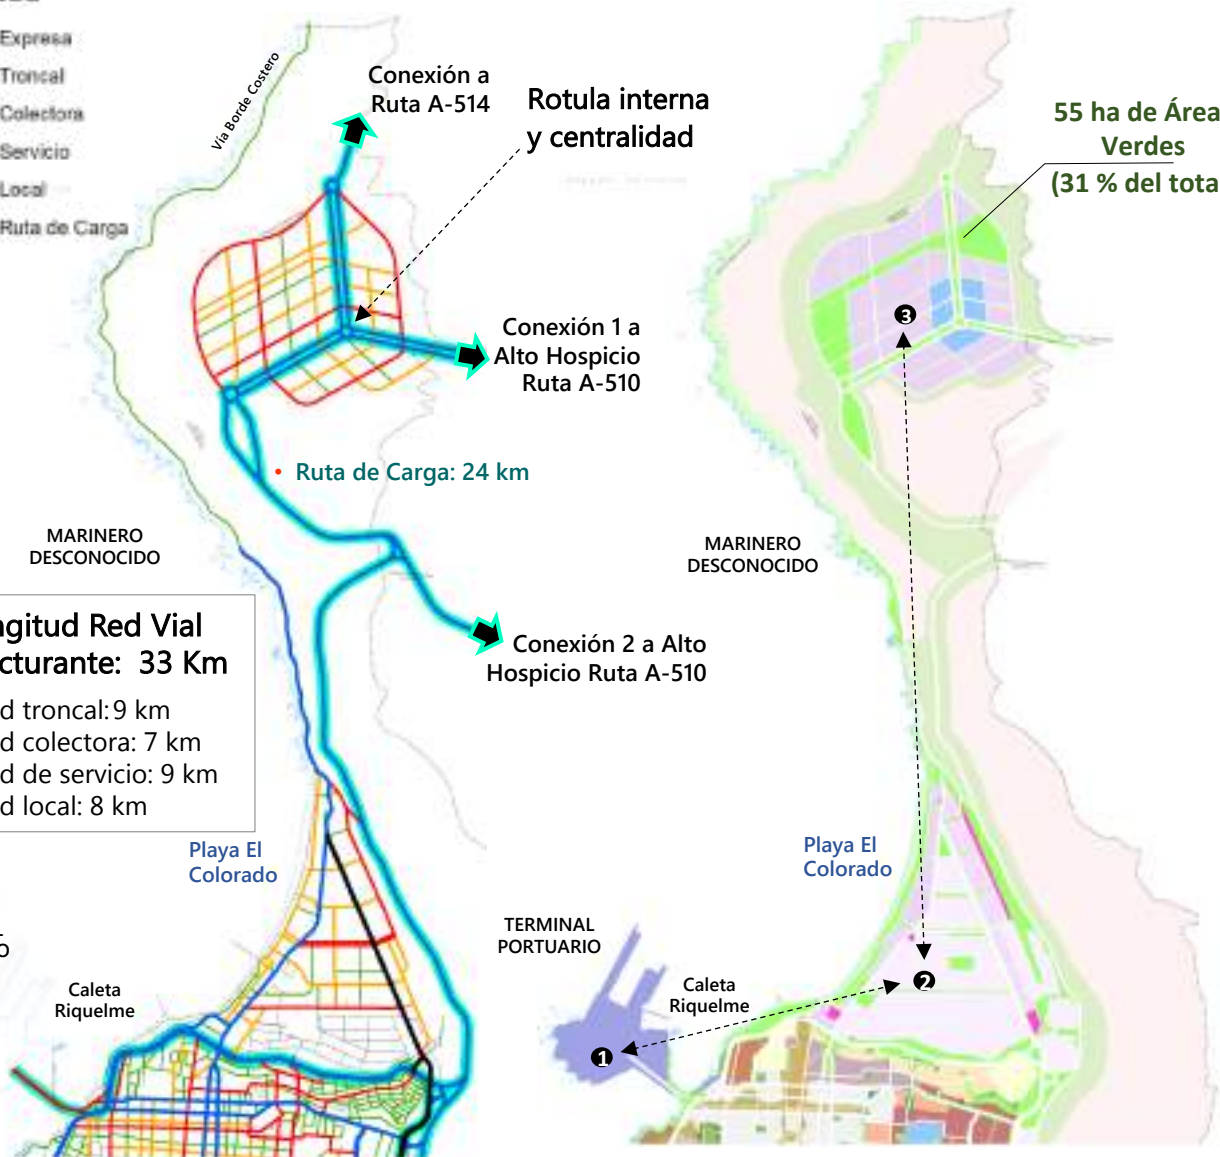 Expresa
Troncal
Colectora
Servicio
Local
Ruta de Carga
Vía Borde Costero
Conexión a
Ruta A-514
Rotula interna
y centralidad
Conexión 1 a
Alto Hospicio
Ruta A-510
• Ruta de Carga: 24 km
MARINERO
DESCONOCIDO
ngitud Red Vial
cturante: 33 Km
d troncal: 9 km
d colectora: 7 km
d de servicio: 9 km
d local: 8 km
Conexión 2 a Alto
Hospicio Ruta A-510
Playa El
Colorado
Caleta
Riquelme
55 ha de Área
Verdes
(31 % del tota
3
MARINERO
DESCONOCIDO
Playa El
Colorado
TERMINAL
PORTUARIO
2
Caleta
Riquelme
1